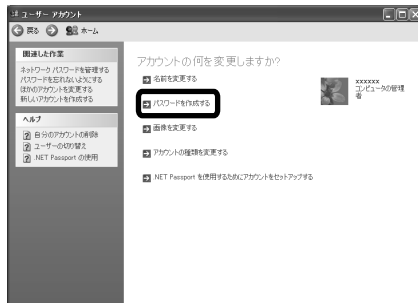 ユーザー アカウント
戻る ホーム
関連した作業
ネットワーク パスワードを管理する
パスワードを忘れないようにする
ほかのアカウントを変更する
新しいアカウントを作成する
ヘルプ
自分のアカウントの削除
ユーザーの切り替え
.NET Passport の使用
アカウントの何を変更しますか?
名前を変更する
パスワードを作成する
画像を変更する
アカウントの種類を変更する
.NET Passport を使用するためにアカウントをセットアップする
xxxxxx
コンピュータの管理
者